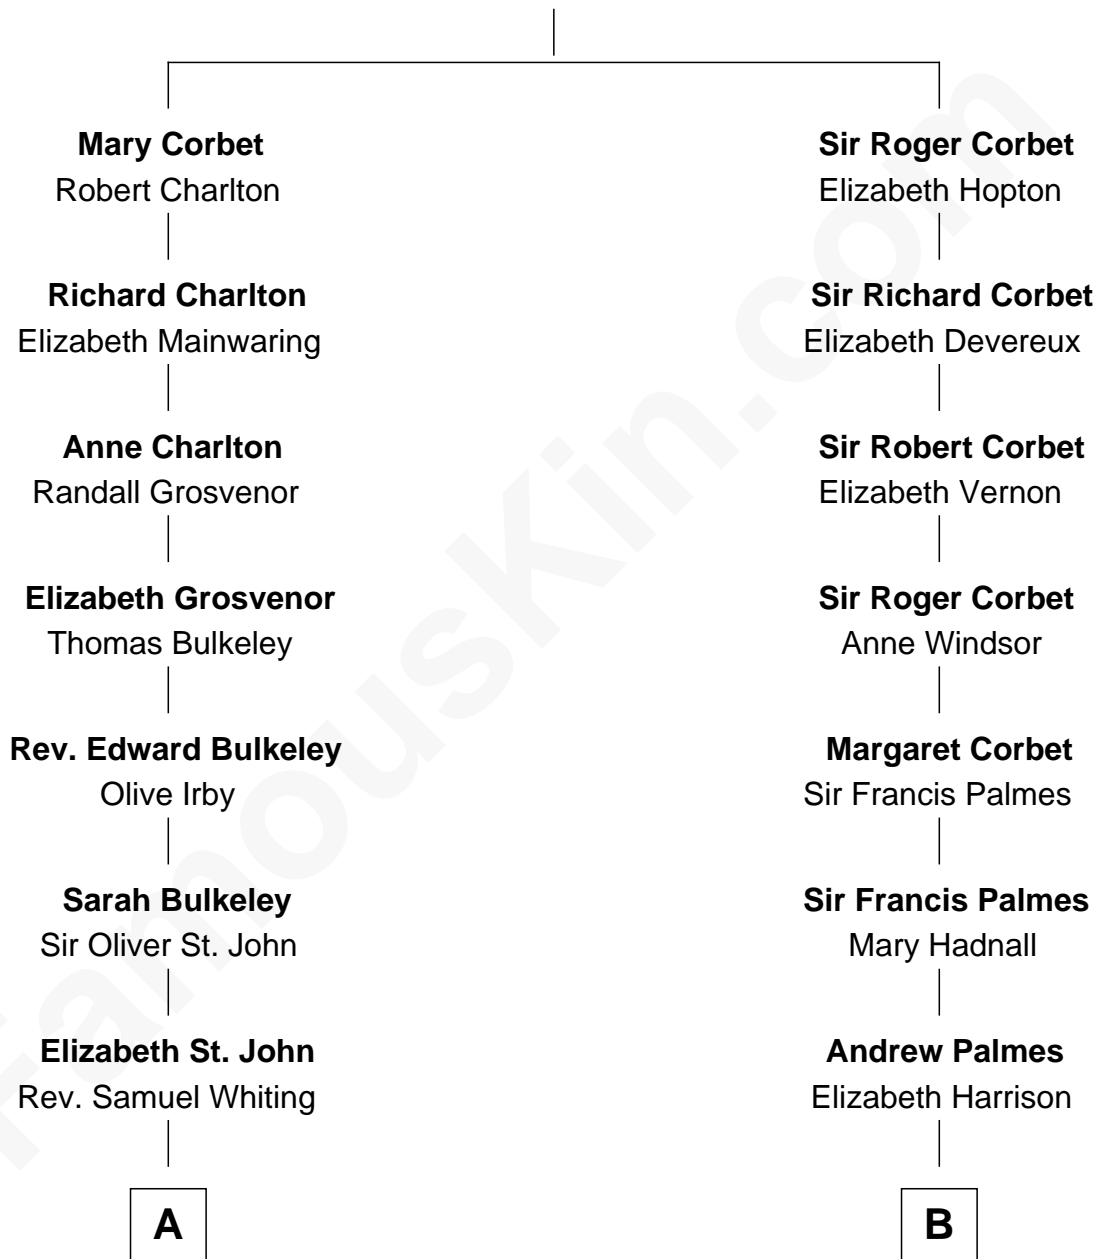 Mary Corbet
Robert Charlton
Sir Roger Corbet
Elizabeth Hopton
Richard Charlton
Elizabeth Mainwaring
Sir Richard Corbet
Elizabeth Devereux
Anne Charlton
Randall Grosvenor
Sir Robert Corbet
Elizabeth Vernon
Elizabeth Grosvenor
Thomas Bulkeley
Sir Roger Corbet
Anne Windsor
Rev. Edward Bulkeley
Olive Irby
Margaret Corbet
Sir Francis Palmes
Sarah Bulkeley
Sir Oliver St. John
Sir Francis Palmes
Mary Hadnall
Elizabeth St. John
Rev. Samuel Whiting
Andrew Palmes
Elizabeth Harrison
A
B
FamousKin.com